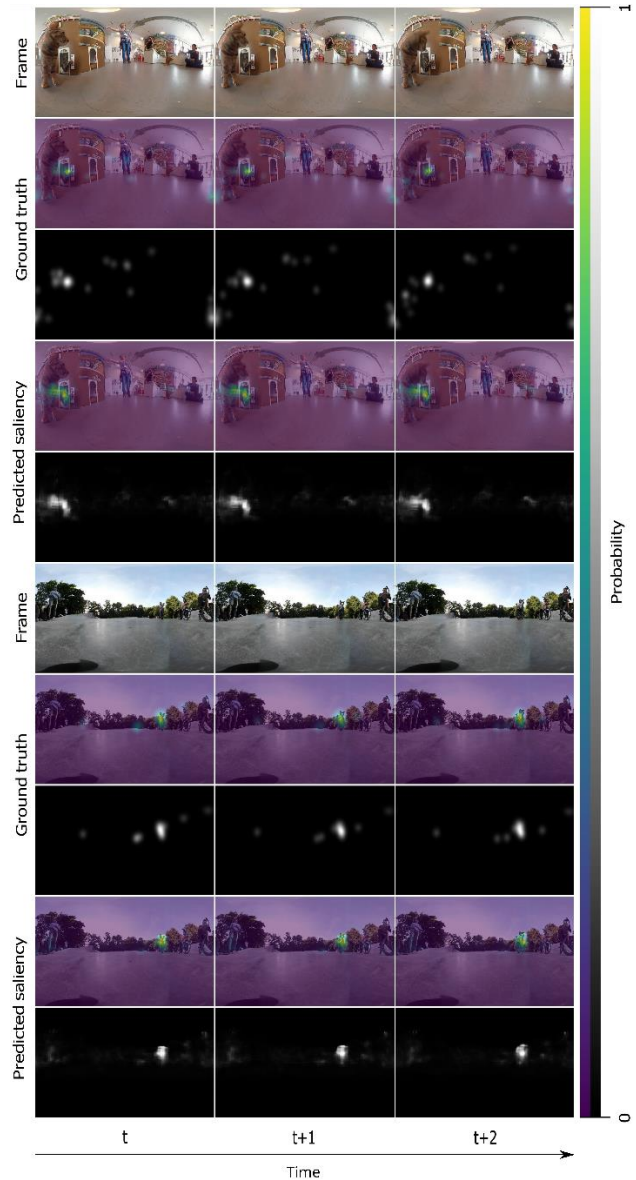 Frame
Ground truth
Predicted saliency
Frame
Ground truth
Predicted saliency
1
Probability
0
t
t+1
t+2
Time